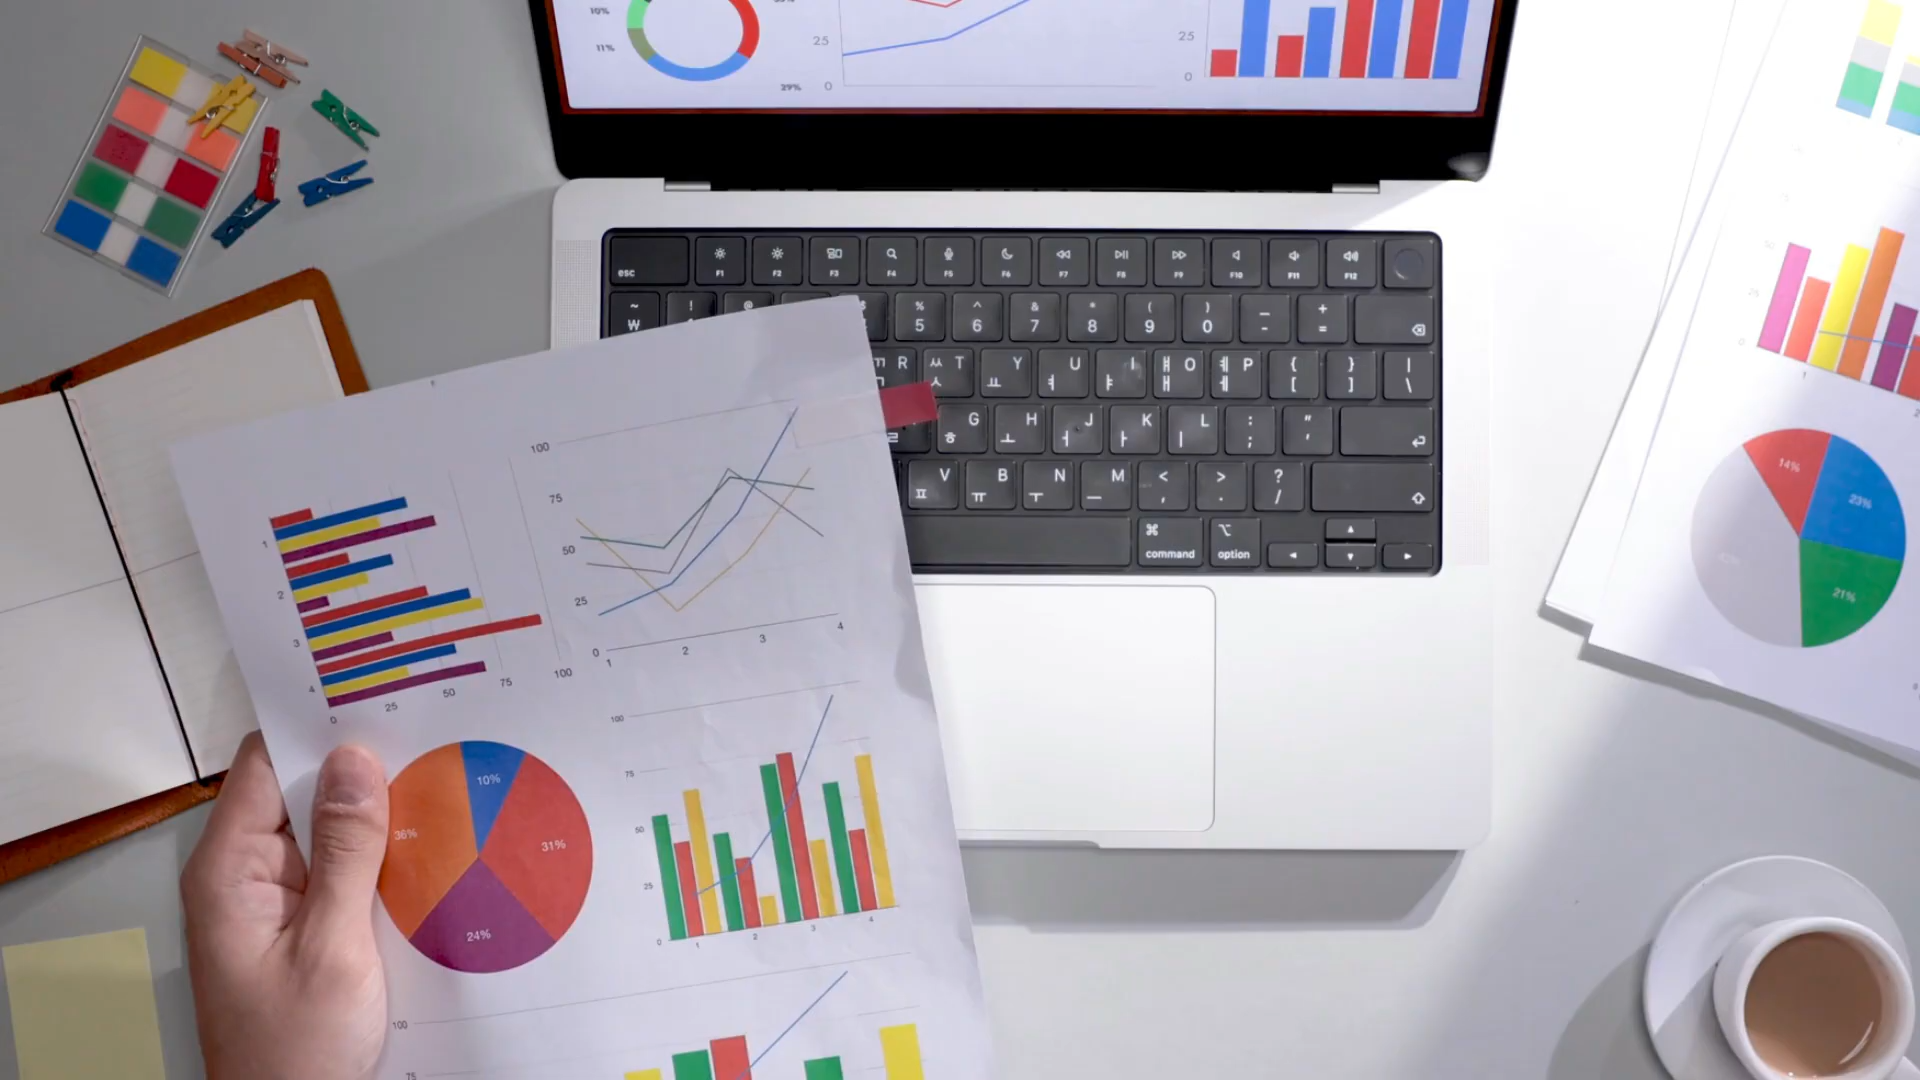 10%
11%
29%
25
0
25
0
esc F1 F2 F3 F4 F5 F6 F7 F8 F9 F10 F11 F12
~ ! @ % ^ & * ( ) _ +
₩ 5 6 7 8 9 0 - =
R ㅆ T Y U I ㅒ O ㅖ P { } |
ㅅ ㅛ ㅕ ㅑ ㅐ ㅔ [ ] \
G H J K L : "
ㄹ ㅎ ㅗ ㅓ ㅏ ㅣ ; '
V B N M < > ?
ㅍ ㅠ ㅜ ㅡ , . /
⌘ ⌥
command option
1
2
3
4
0 25 50 75 100
100
75
50
25
0
1 2 3 4
10%
31%
24%
36%
100
75
50
25
0
1 2 3 4
100
75
50
25
0
1
14%
23%
21%